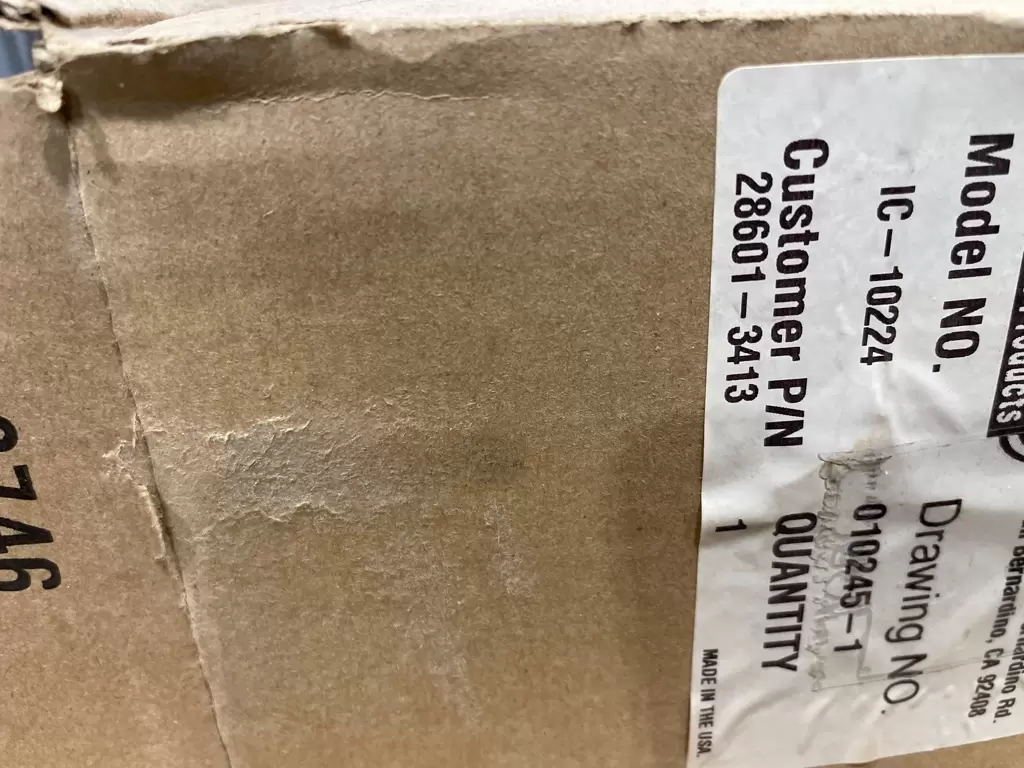 Products
Bernardino, CA 92408
Model NO.
Drawing NO.
IC-10224
010245-1
Customer P/N
QUANTITY
28601-3413
1
MADE IN THE USA.